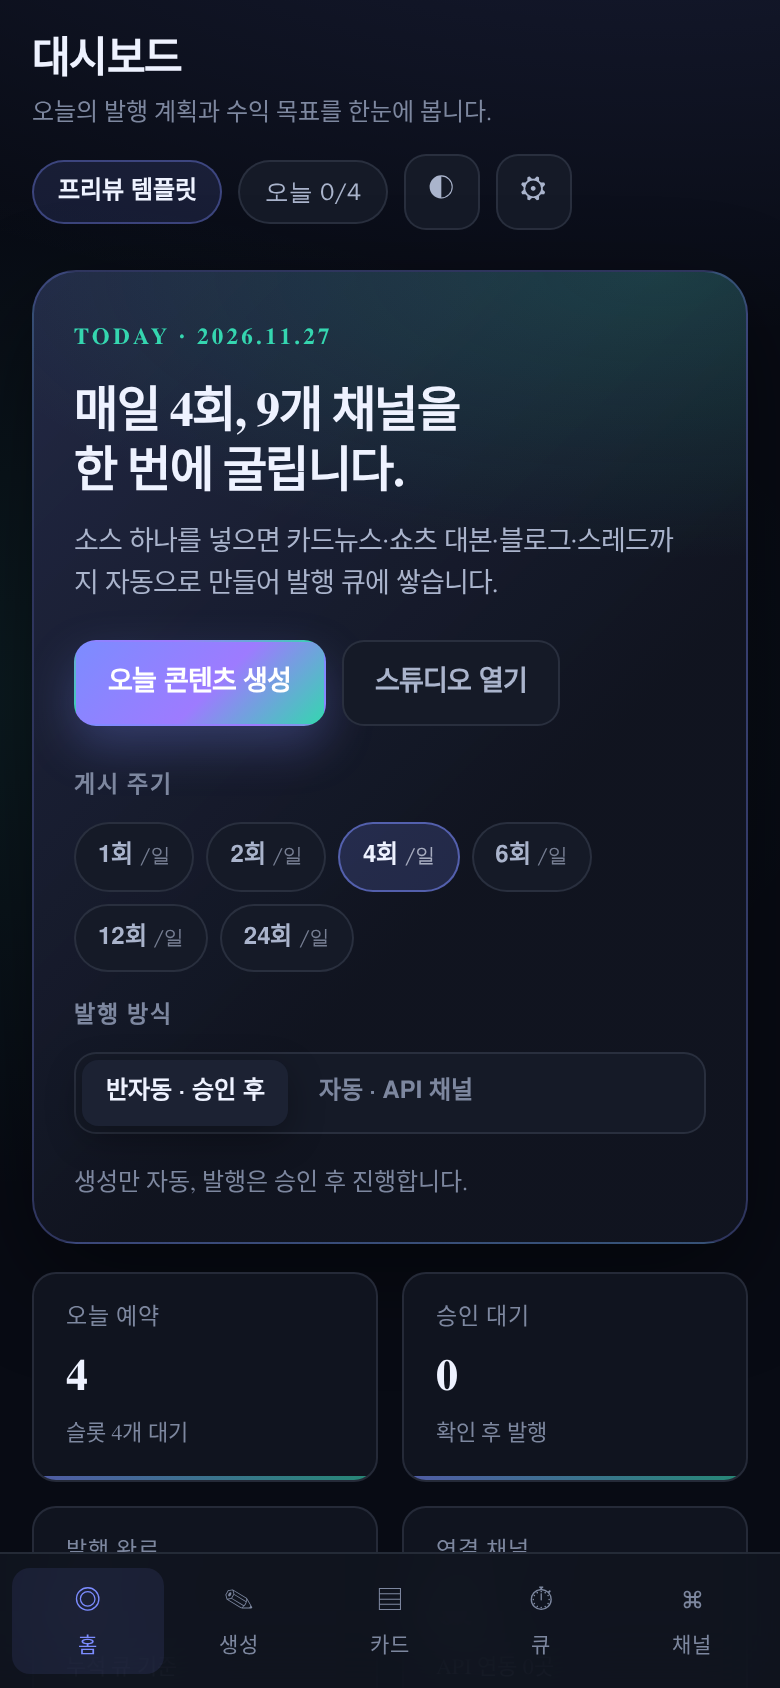 대시보드
오늘의 발행 계획과 수익 목표를 한눈에 봅니다.
프리뷰 템플릿
오늘 0/4
TODAY · 2026.11.27
매일 4회, 9개 채널을
한 번에 굴립니다.
소스 하나를 넣으면 카드뉴스·쇼츠 대본·블로그·스레드까
지 자동으로 만들어 발행 큐에 쌓습니다.
오늘 콘텐츠 생성
스튜디오 열기
게시 주기
1회 /일
2회 /일
4회 /일
6회 /일
12회 /일
24회 /일
발행 방식
반자동 · 승인 후
자동 · API 채널
생성만 자동, 발행은 승인 후 진행합니다.
오늘 예약
승인 대기
4
0
슬롯 4개 대기
확인 후 발행
발행 완료
연결 채널
홈
생성
카드
큐
채널